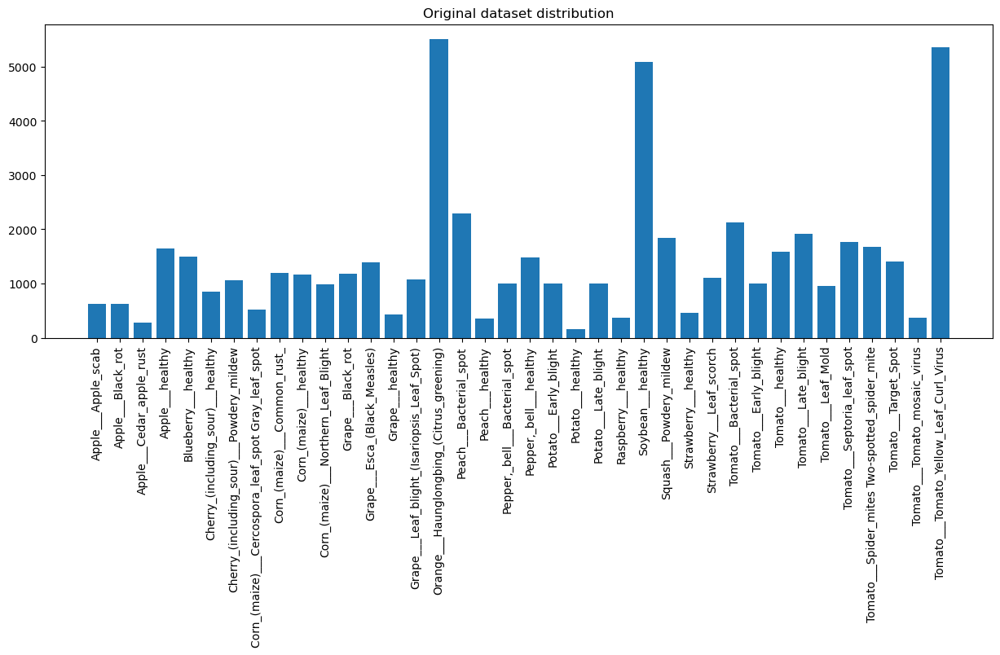 Original dataset distribution
5000
4000
3000
2000
1000
0
Apple___Apple_scab
Apple___Black_rot
Apple___Cedar_apple_rust
Apple___healthy
Blueberry___healthy
Cherry_(including_sour)___healthy
Cherry_(including_sour)___Powdery_mildew
Corn_(maize)___Cercospora_leaf_spot Gray_leaf_spot
Corn_(maize)___Common_rust_
Corn_(maize)___healthy
Corn_(maize)___Northern_Leaf_Blight
Grape___Black_rot
Grape___Esca_(Black_Measles)
Grape___healthy
Grape___Leaf_blight_(Isariopsis_Leaf_Spot)
Orange___Haunglongbing_(Citrus_greening)
Peach___Bacterial_spot
Peach___healthy
Pepper,_bell___Bacterial_spot
Pepper,_bell___healthy
Potato___Early_blight
Potato___healthy
Potato___Late_blight
Raspberry___healthy
Soybean___healthy
Squash___Powdery_mildew
Strawberry___healthy
Strawberry___Leaf_scorch
Tomato___Bacterial_spot
Tomato___Early_blight
Tomato___healthy
Tomato___Late_blight
Tomato___Leaf_Mold
Tomato___Septoria_leaf_spot
Tomato___Spider_mites Two-spotted_spider_mite
Tomato___Target_Spot
Tomato___Tomato_mosaic_virus
Tomato___Tomato_Yellow_Leaf_Curl_Virus